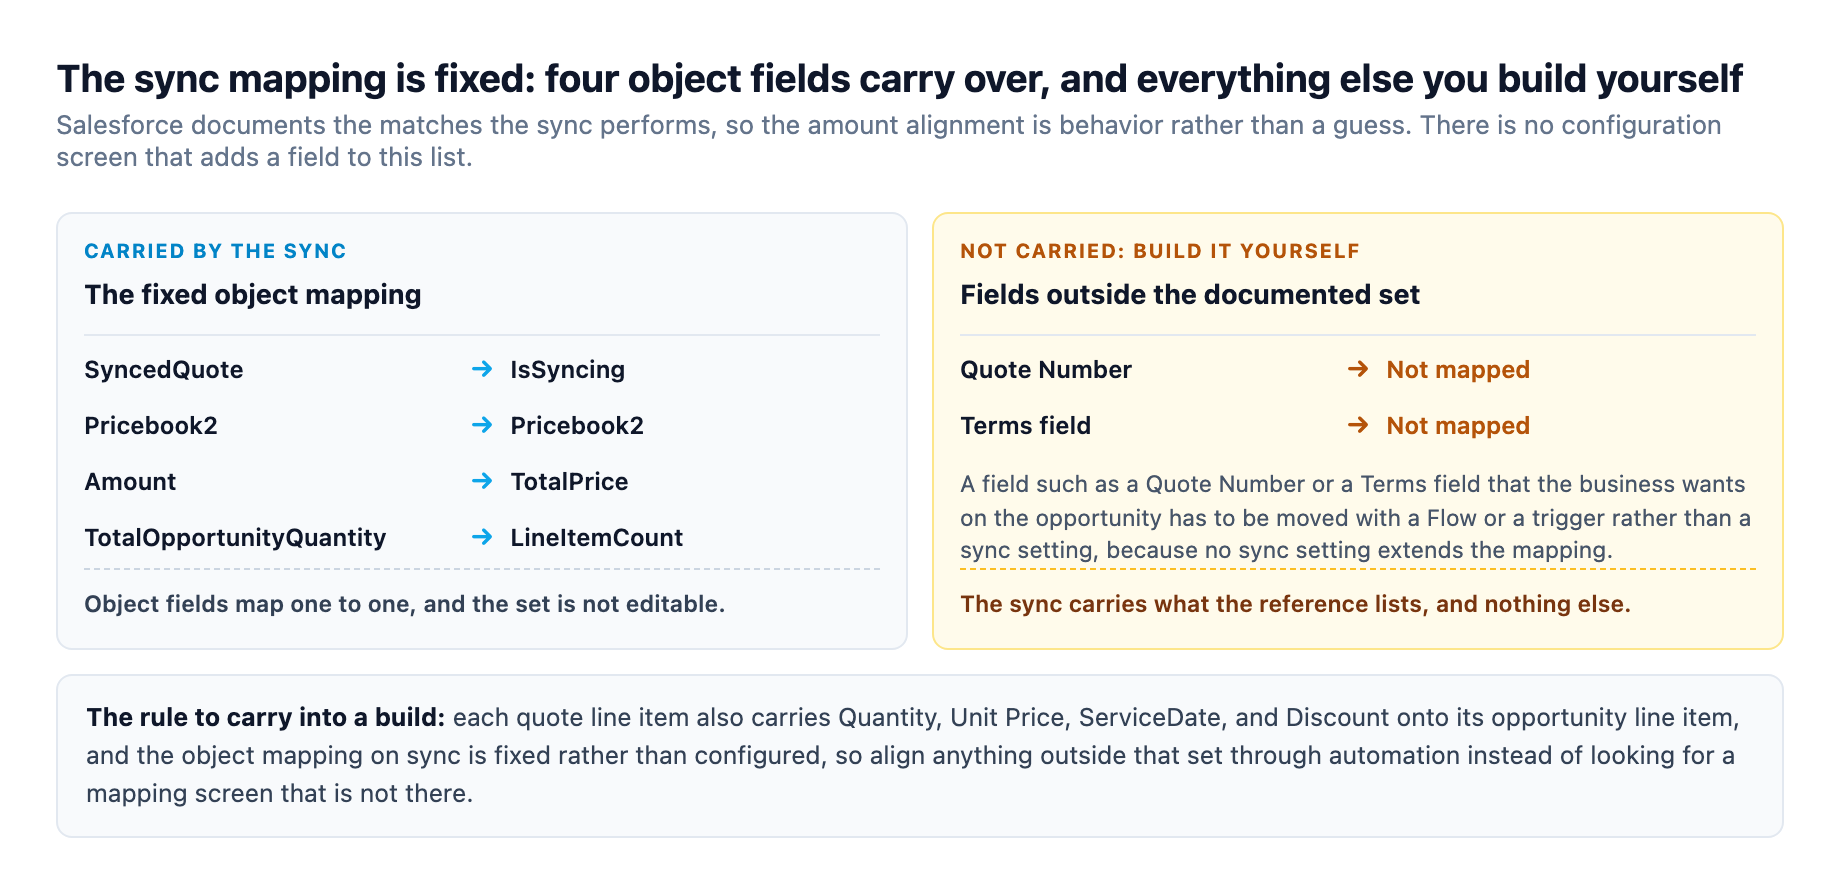 The sync mapping is fixed: four object fields carry over, and everything else you build yourself
Salesforce documents the matches the sync performs, so the amount alignment is behavior rather than a guess. There is no configuration
screen that adds a field to this list.
CARRIED BY THE SYNC
The fixed object mapping
SyncedQuote → IsSyncing
Pricebook2 → Pricebook2
Amount → TotalPrice
TotalOpportunityQuantity → LineItemCount
Object fields map one to one, and the set is not editable.
NOT CARRIED: BUILD IT YOURSELF
Fields outside the documented set
Quote Number → Not mapped
Terms field → Not mapped
A field such as a Quote Number or a Terms field that the business wants
on the opportunity has to be moved with a Flow or a trigger rather than a
sync setting, because no sync setting extends the mapping.
The sync carries what the reference lists, and nothing else.
The rule to carry into a build: each quote line item also carries Quantity, Unit Price, ServiceDate, and Discount onto its opportunity line item,
and the object mapping on sync is fixed rather than configured, so align anything outside that set through automation instead of looking for a
mapping screen that is not there.